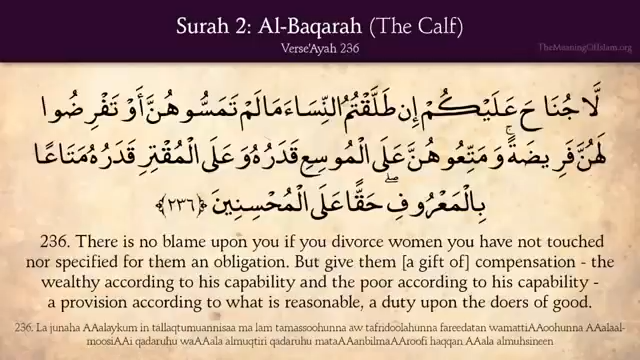 Surah 2: Al-Baqarah (The Calf)
Verse'Ayah 236
TheMeaningOfIslam.org
لَّا جُنَاحَ عَلَيْكُمْ إِن طَلَّقْتُمُ النِّسَاءَ مَا لَمْ تَمَسُّوهُنَّ أَوْ تَفْرِضُوا
لَهُنَّ فَرِيضَةً ۚ وَمَتِّعُوهُنَّ عَلَى الْمُوسِعِ قَدَرُهُ وَعَلَى الْمُقْتِرِ قَدَرُهُ مَتَاعًا
بِالْمَعْرُوفِ ۖ حَقًّا عَلَى الْمُحْسِنِينَ ﴿٢٣٦﴾
236. There is no blame upon you if you divorce women you have not touched
nor specified for them an obligation. But give them [a gift of] compensation - the
wealthy according to his capability and the poor according to his capability -
a provision according to what is reasonable, a duty upon the doers of good.
236. La junaha AAalaykum in tallaqtumuannisaa ma lam tamassoohunna aw tafridoolahunna fareedatan wamattiAAoohunna AAalaal-
moosiAAi qadaruhu waAAala almuqtiri qadaruhu mataAAanbilmaAAroofi haqqan AAala almuhsineen